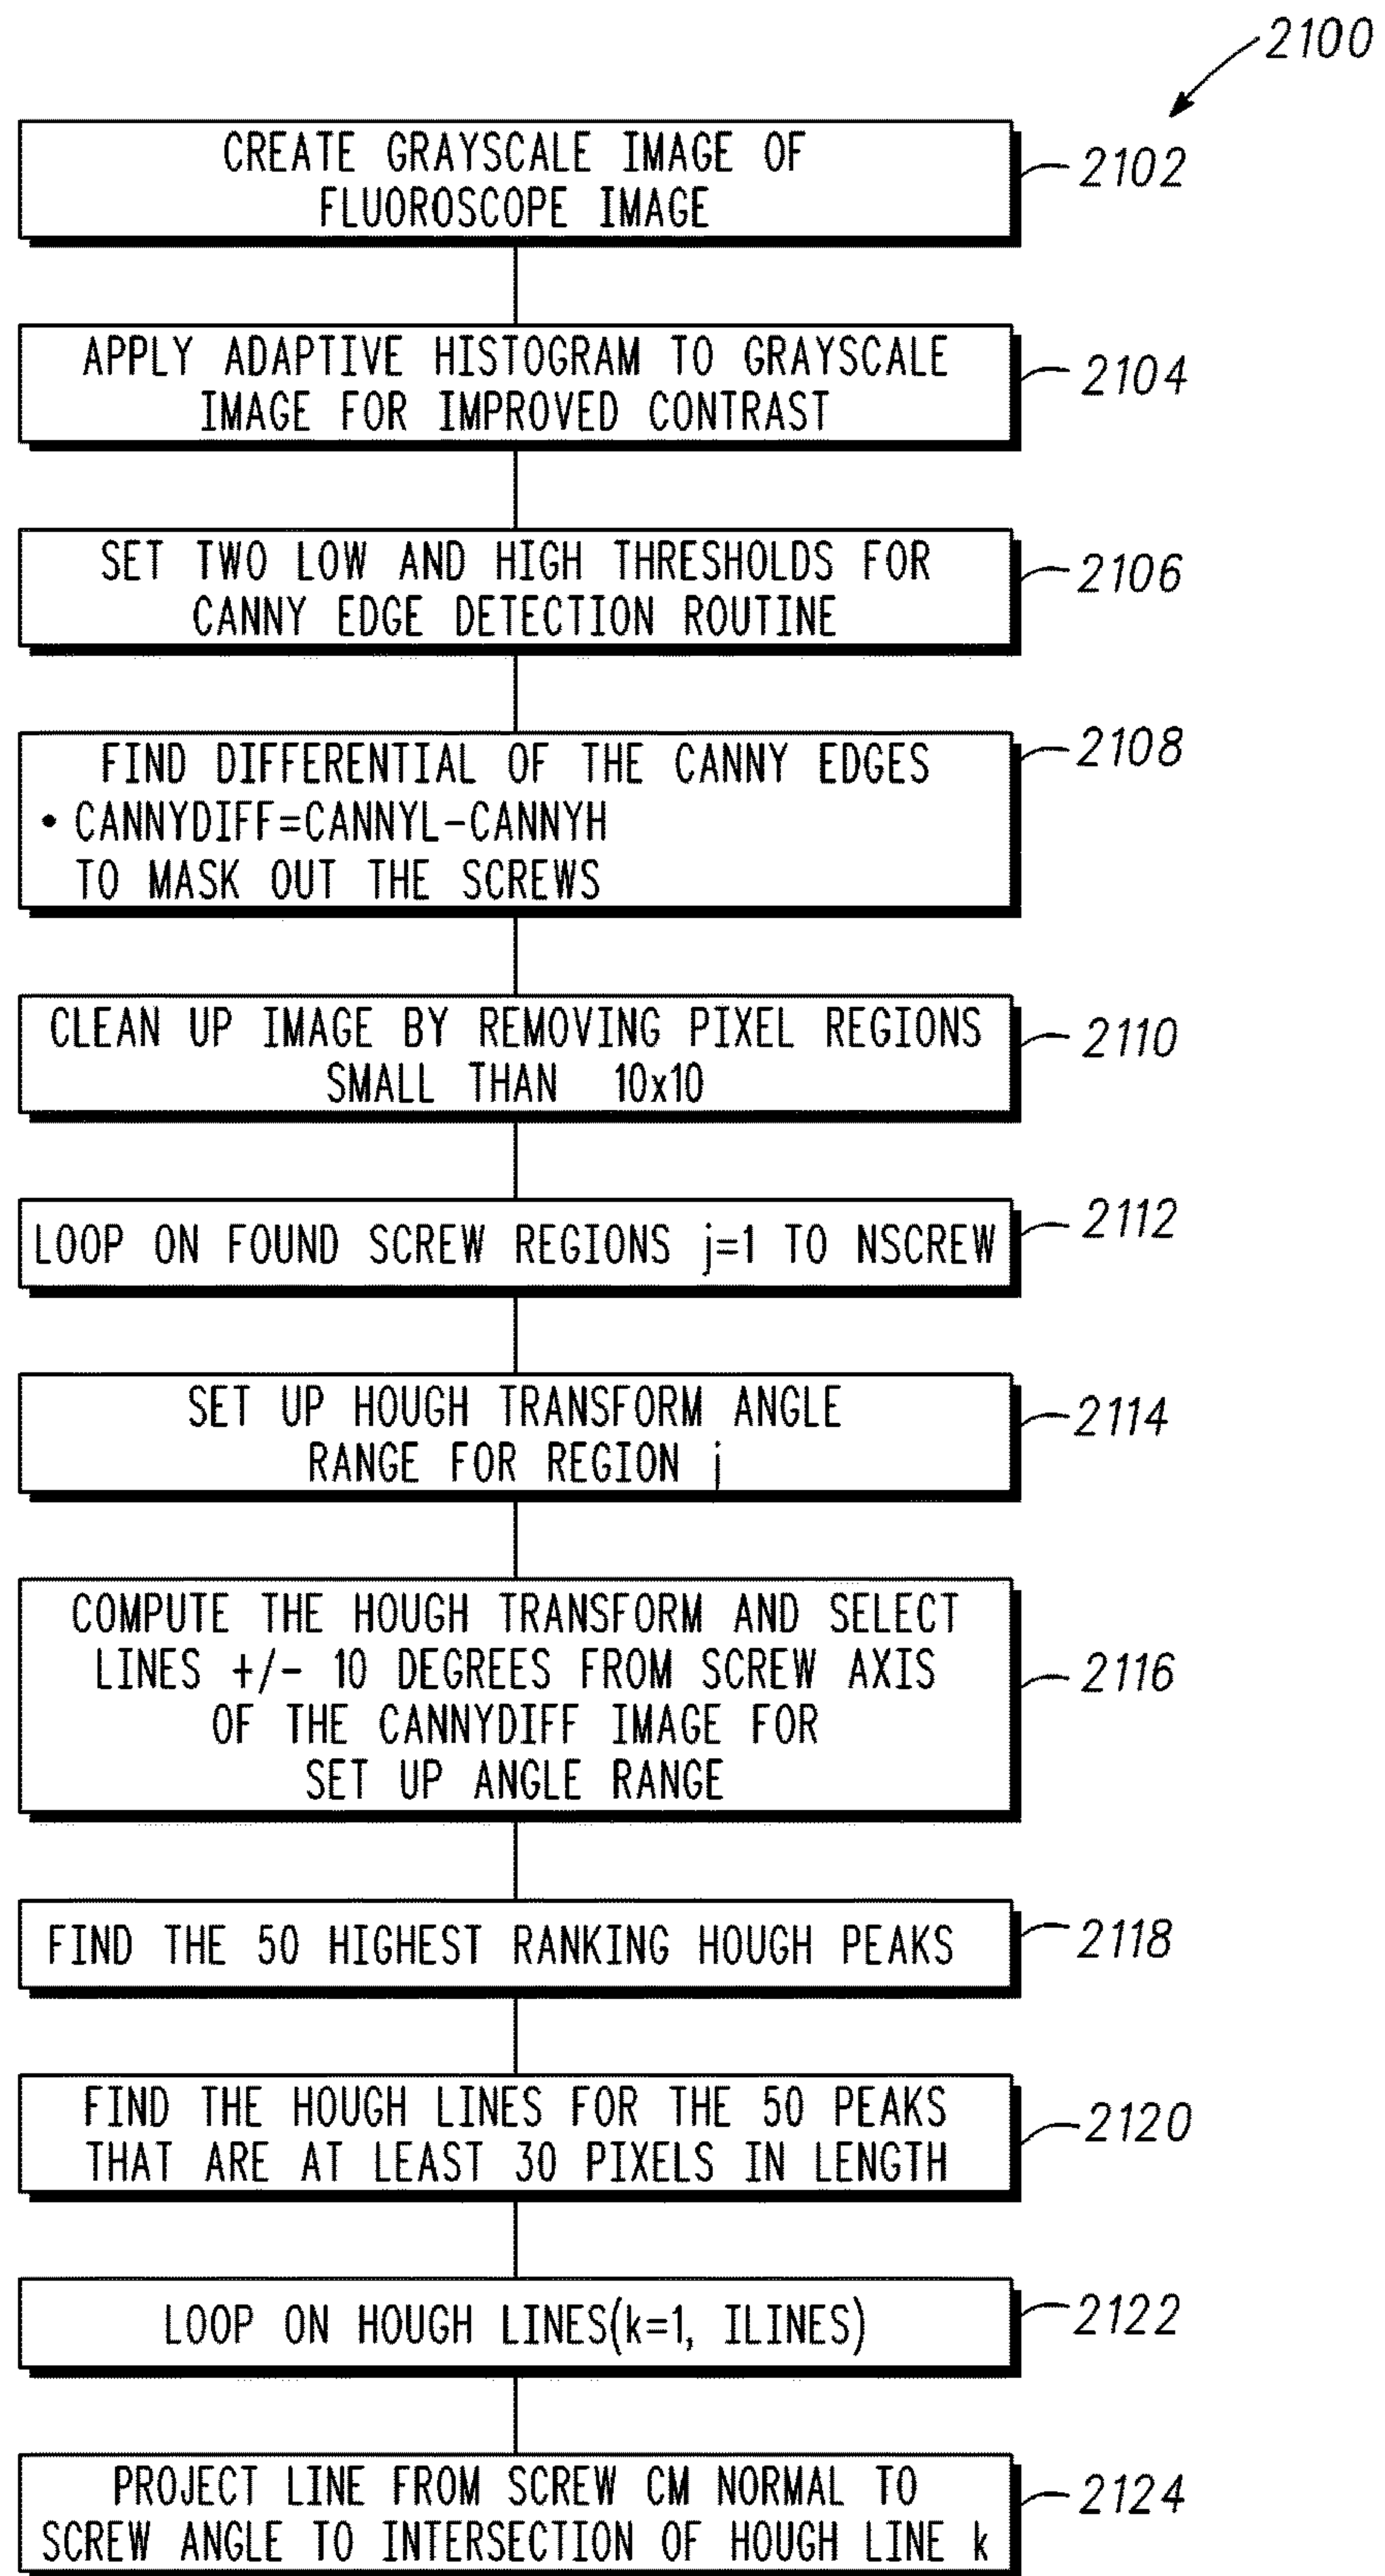 2100
CREATE GRAYSCALE IMAGE OF
FLUOROSCOPE IMAGE
2102
APPLY ADAPTIVE HISTOGRAM TO GRAYSCALE
IMAGE FOR IMPROVED CONTRAST
2104
SET TWO LOW AND HIGH THRESHOLDS FOR
CANNY EDGE DETECTION ROUTINE
2106
FIND DIFFERENTIAL OF THE CANNY EDGES
• CANNYDIFF=CANNYL-CANNYH
TO MASK OUT THE SCREWS
2108
CLEAN UP IMAGE BY REMOVING PIXEL REGIONS
SMALL THAN 10x10
2110
LOOP ON FOUND SCREW REGIONS j=1 TO NSCREW
2112
SET UP HOUGH TRANSFORM ANGLE
RANGE FOR REGION j
2114
COMPUTE THE HOUGH TRANSFORM AND SELECT
LINES +/- 10 DEGREES FROM SCREW AXIS
OF THE CANNYDIFF IMAGE FOR
SET UP ANGLE RANGE
2116
FIND THE 50 HIGHEST RANKING HOUGH PEAKS
2118
FIND THE HOUGH LINES FOR THE 50 PEAKS
THAT ARE AT LEAST 30 PIXELS IN LENGTH
2120
LOOP ON HOUGH LINES(k=1, ILINES)
2122
PROJECT LINE FROM SCREW CM NORMAL TO
SCREW ANGLE TO INTERSECTION OF HOUGH LINE k
2124